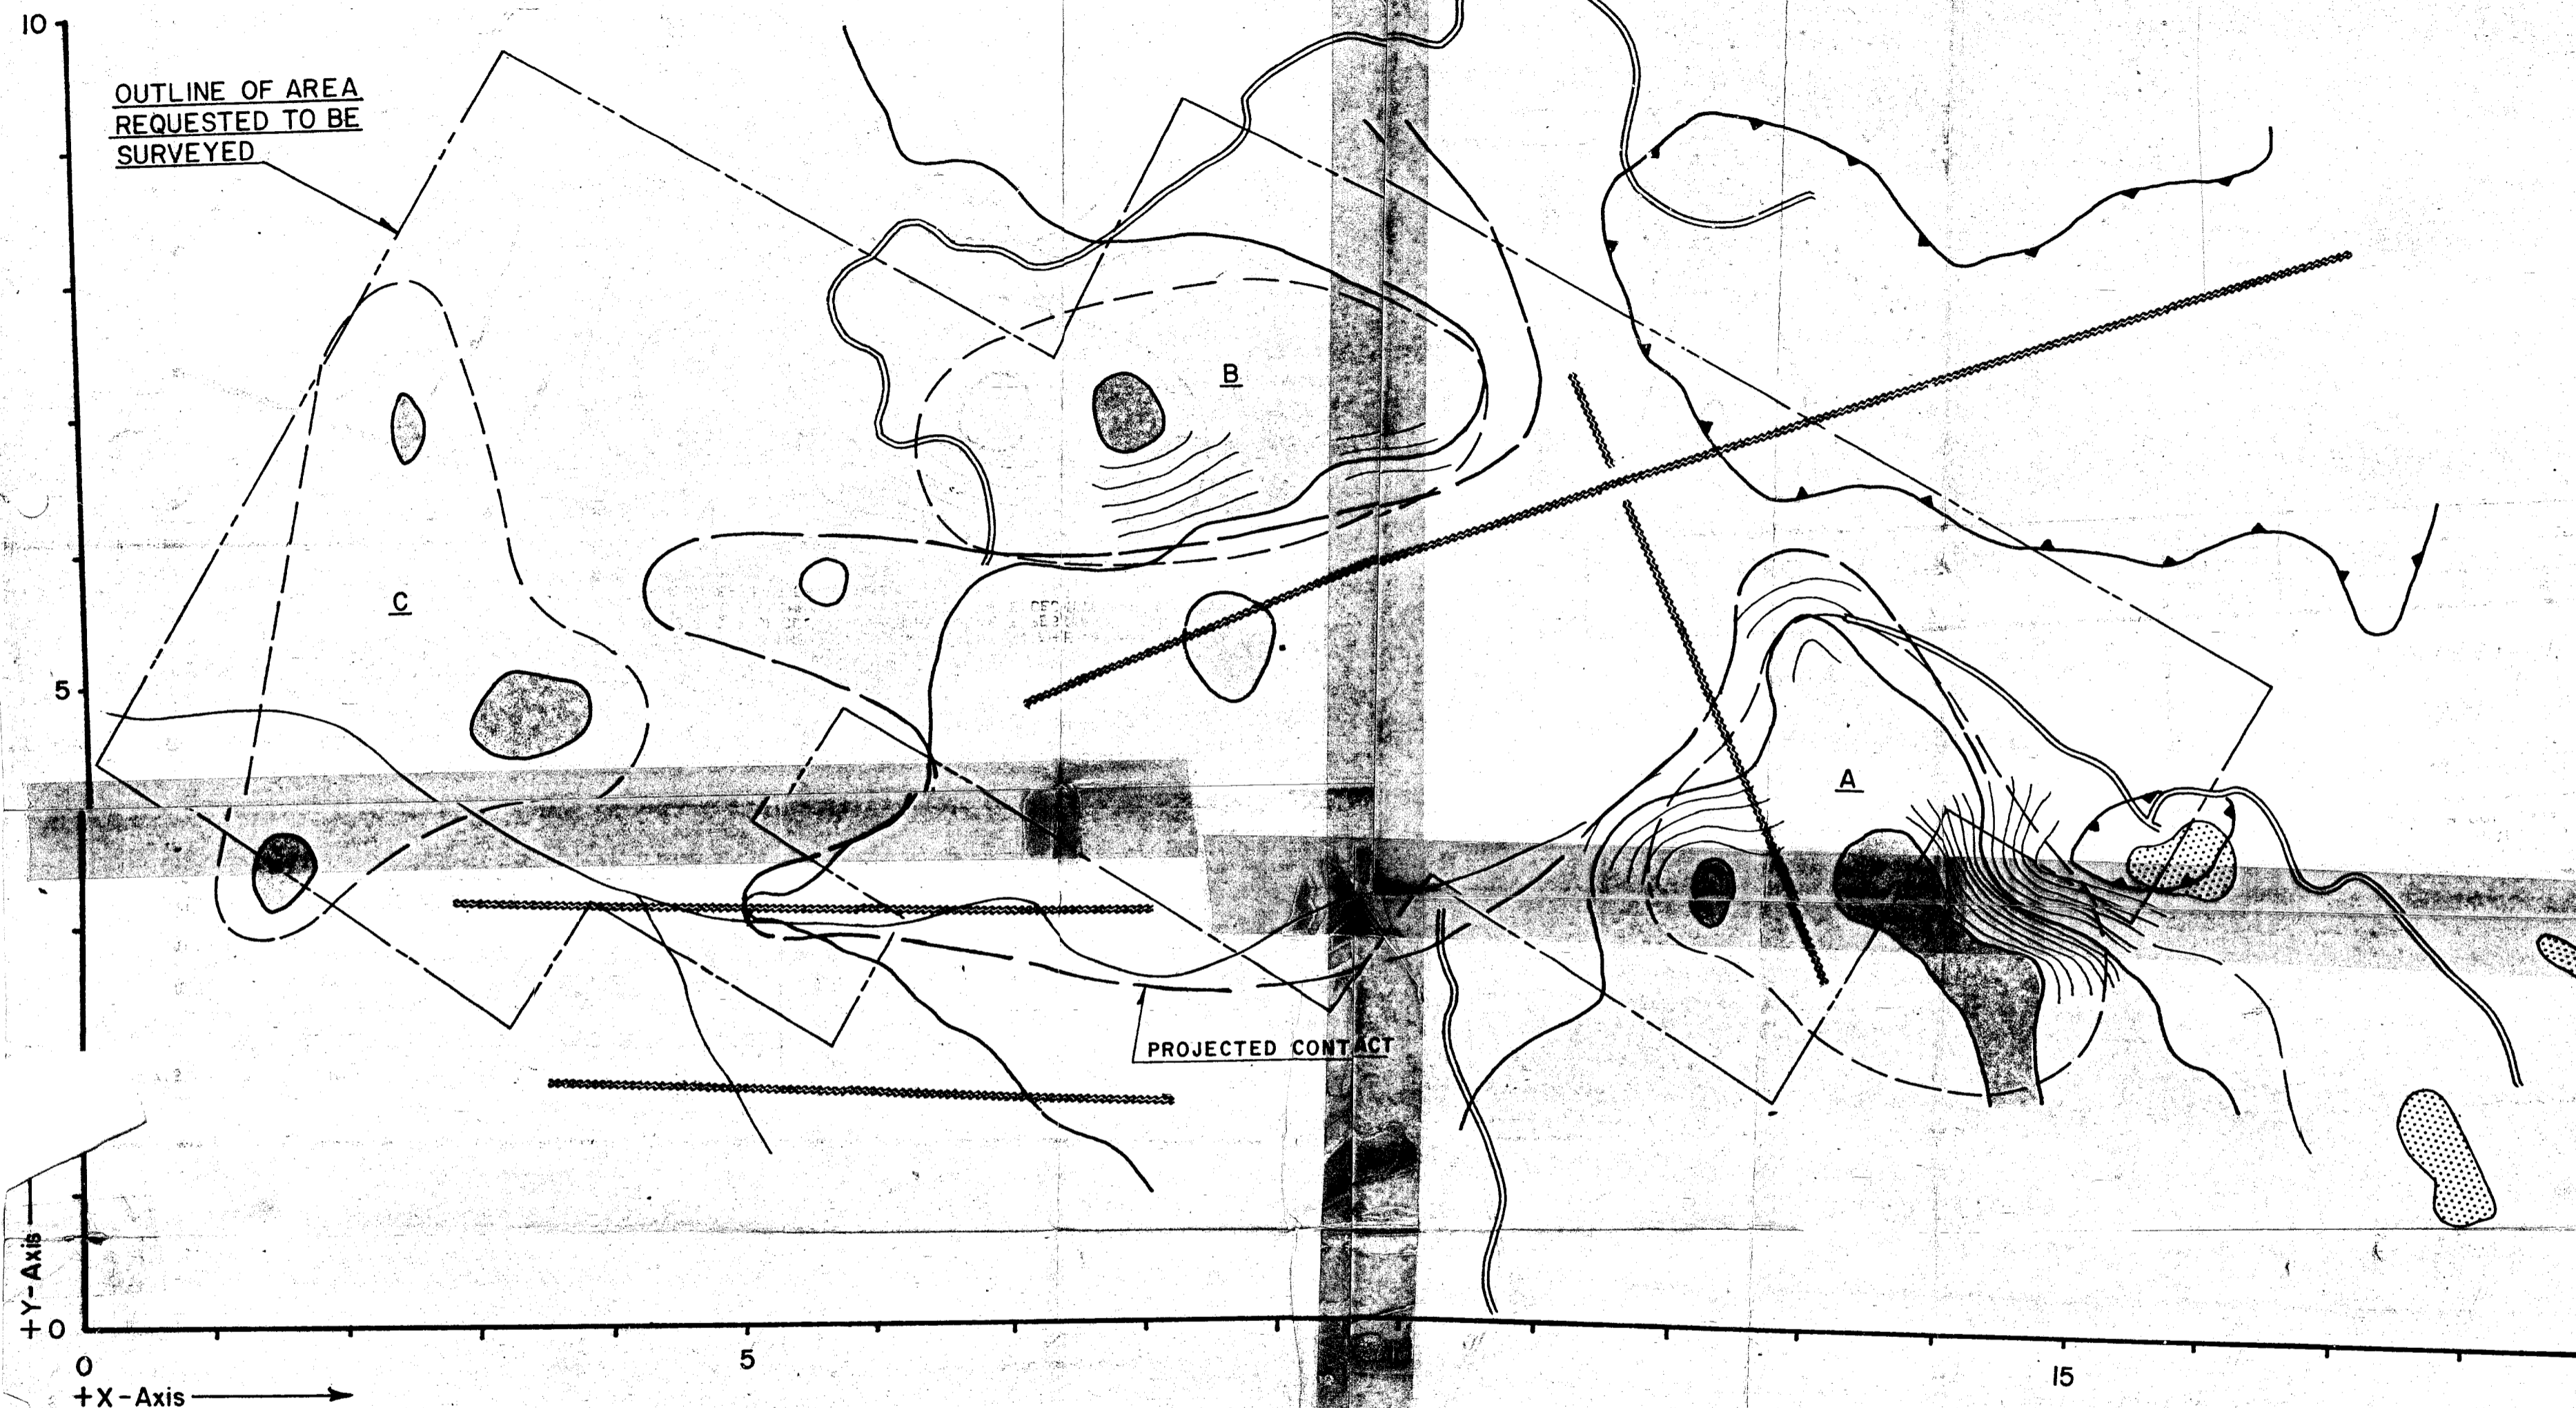 10
OUTLINE OF AREA
REQUESTED TO BE
SURVEYED
B
C
5
A
PROJECTED CONTACT
+Y-Axis
+0
0
5
15
+X-Axis